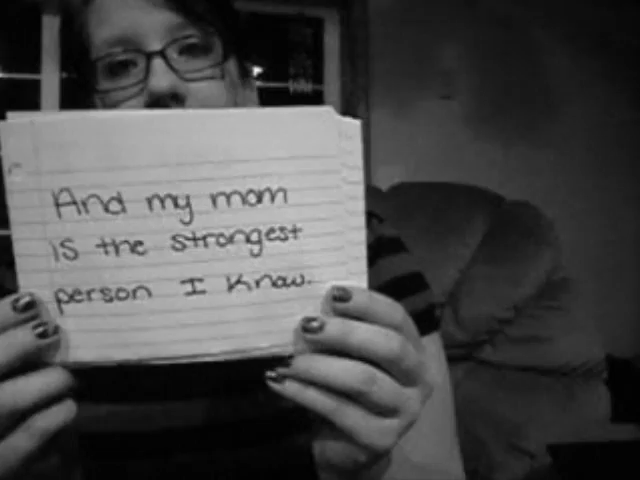 And my mom
is the strongest
person I know.